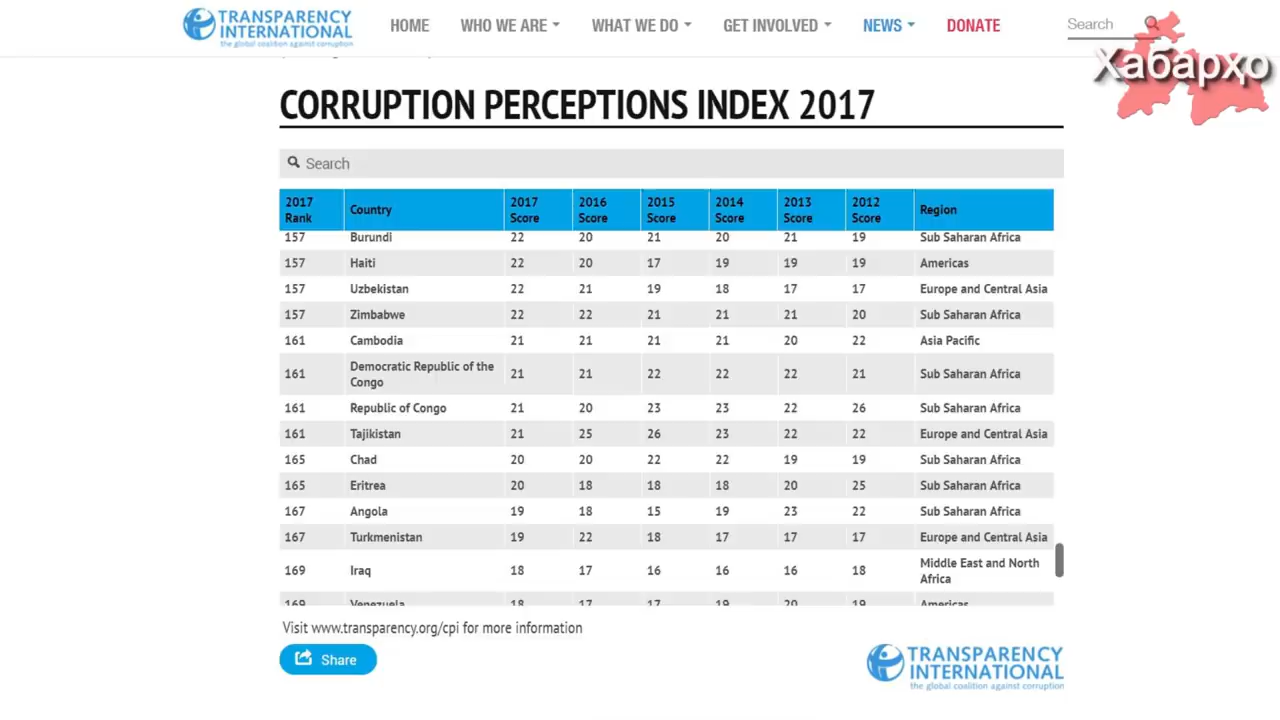 TRANSPARENCY INTERNATIONAL
the global coalition against corruption
HOME WHO WE ARE WHAT WE DO GET INVOLVED NEWS DONATE Search
Хабарҳо
CORRUPTION PERCEPTIONS INDEX 2017
Search
2017 Rank Country 2017 Score 2016 Score 2015 Score 2014 Score 2013 Score 2012 Score Region
157 Burundi 22 20 21 20 21 19 Sub Saharan Africa
157 Haiti 22 20 17 19 19 19 Americas
157 Uzbekistan 22 21 19 18 17 17 Europe and Central Asia
157 Zimbabwe 22 22 21 21 21 20 Sub Saharan Africa
161 Cambodia 21 21 21 21 20 22 Asia Pacific
161 Democratic Republic of the Congo 21 21 22 22 22 21 Sub Saharan Africa
161 Republic of Congo 21 20 23 23 22 26 Sub Saharan Africa
161 Tajikistan 21 25 26 23 22 22 Europe and Central Asia
165 Chad 20 20 22 22 19 19 Sub Saharan Africa
165 Eritrea 20 18 18 18 20 25 Sub Saharan Africa
167 Angola 19 18 15 19 23 22 Sub Saharan Africa
167 Turkmenistan 19 22 18 17 17 17 Europe and Central Asia
169 Iraq 18 17 16 16 16 18 Middle East and North Africa
169 Venezuela 18 17 17 19 20 19 Americas
Visit www.transparency.org/cpi for more information
Share
TRANSPARENCY INTERNATIONAL
the global coalition against corruption